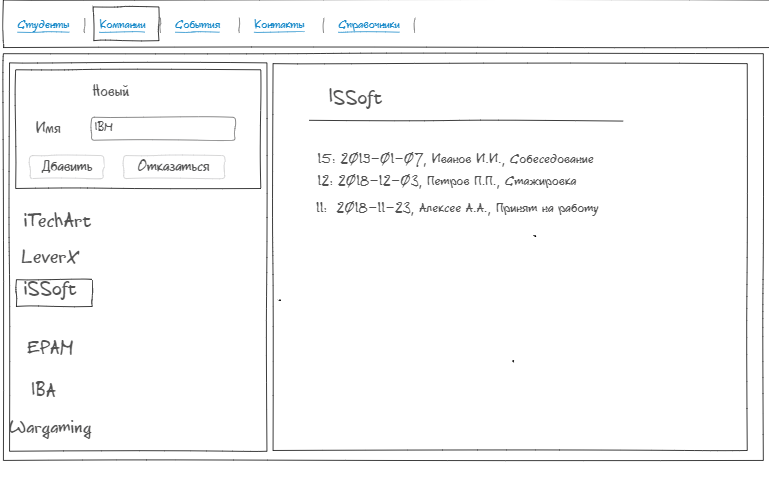 Студенты | Компании События | Контакты | Справочники |
Новый
Имя IBM
Дбавить Отказаться
iTechArt
LeverX
iSSoft
EPAM
IBA
Wargaming
ISSoft
15: 2019-01-07, Иванов И.И., Собеседование
12: 2018-12-03, Петров П.П., Стажировка
11: 2018-11-23, Алексее А.А., Принят на работу